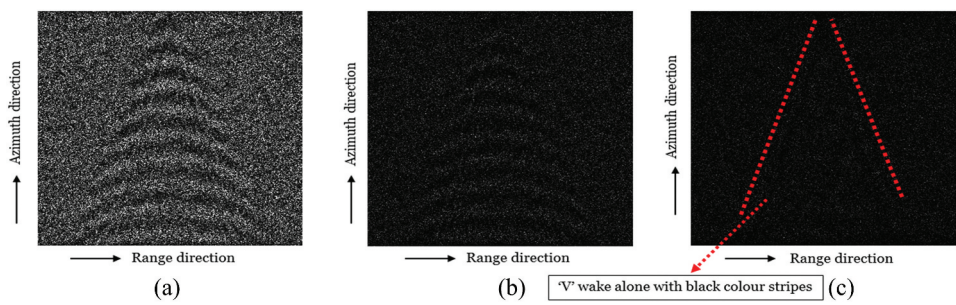 Azimuth direction
Range direction
(a)
Azimuth direction
Range direction
(b)
Azimuth direction
Range direction
(c)
'V' wake alone with black colour stripes